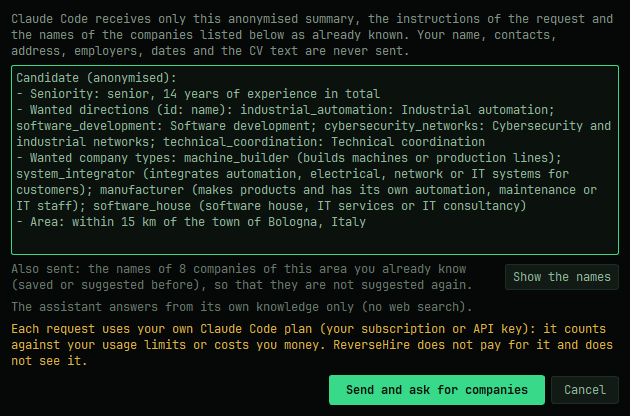 Claude Code receives only this anonymised summary, the instructions of the request and
the names of the companies listed below as already known. Your name, contacts,
address, employers, dates and the CV text are never sent.
Candidate (anonymised):
- Seniority: senior, 14 years of experience in total
- Wanted directions (id: name): industrial_automation: Industrial automation;
software_development: Software development; cybersecurity_networks: Cybersecurity and
industrial networks; technical_coordination: Technical coordination
- Wanted company types: machine_builder (builds machines or production lines);
system_integrator (integrates automation, electrical, network or IT systems for
customers); manufacturer (makes products and has its own automation, maintenance or
IT staff); software_house (software house, IT services or IT consultancy)
- Area: within 15 km of the town of Bologna, Italy
Also sent: the names of 8 companies of this area you already know
(saved or suggested before), so that they are not suggested again.
Show the names
The assistant answers from its own knowledge only (no web search).
Each request uses your own Claude Code plan (your subscription or API key): it counts
against your usage limits or costs you money. ReverseHire does not pay for it and does
not see it.
Send and ask for companies
Cancel